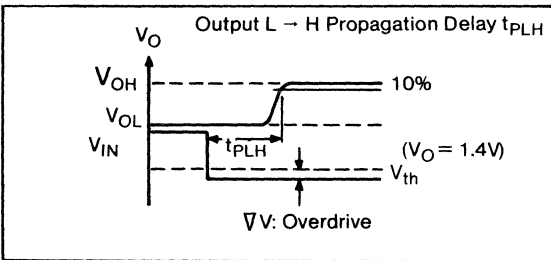 Output L → H Propagation Delay tPLH
VO
VOH
10%
VOL
VIN
tPLH
(VO = 1.4V)
Vth
∇V: Overdrive